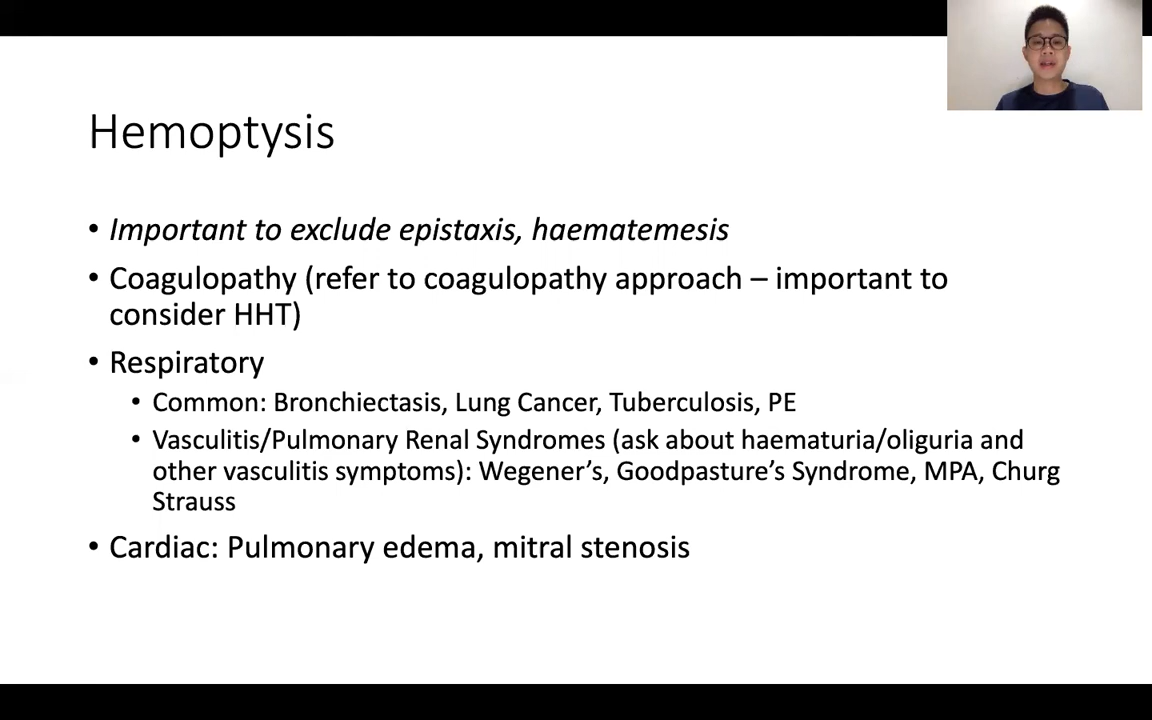 Hemoptysis
• Important to exclude epistaxis, haematemesis
• Coagulopathy (refer to coagulopathy approach – important to
consider HHT)
• Respiratory
• Common: Bronchiectasis, Lung Cancer, Tuberculosis, PE
• Vasculitis/Pulmonary Renal Syndromes (ask about haematuria/oliguria and
other vasculitis symptoms): Wegener’s, Goodpasture’s Syndrome, MPA, Churg
Strauss
• Cardiac: Pulmonary edema, mitral stenosis